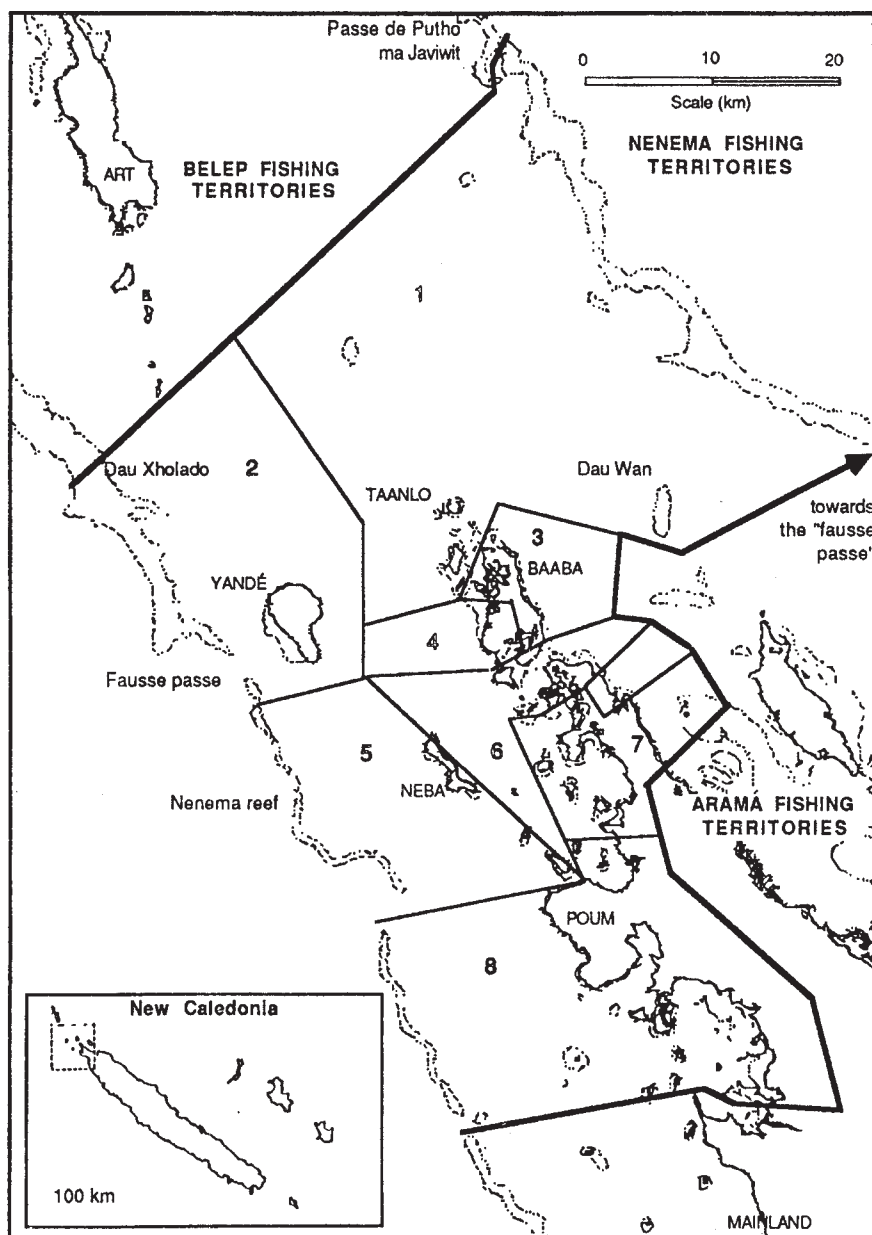 Passe de Putho
ma Javiwit
0 10 20
Scale (km)
NENEMA FISHING
TERRITORIES
BELEP FISHING
TERRITORIES
ART
1
2
Dau Xholado
Dau Wan
TAANLO
towards
the "fausse
passe"
3
BAABA
YANDÉ
4
4
Fausse passe
5
6
7
NEBA
Nenema reef
ARAMA FISHING
TERRITORIES
POUM
8
New Caledonia
100 km
MAINLAND